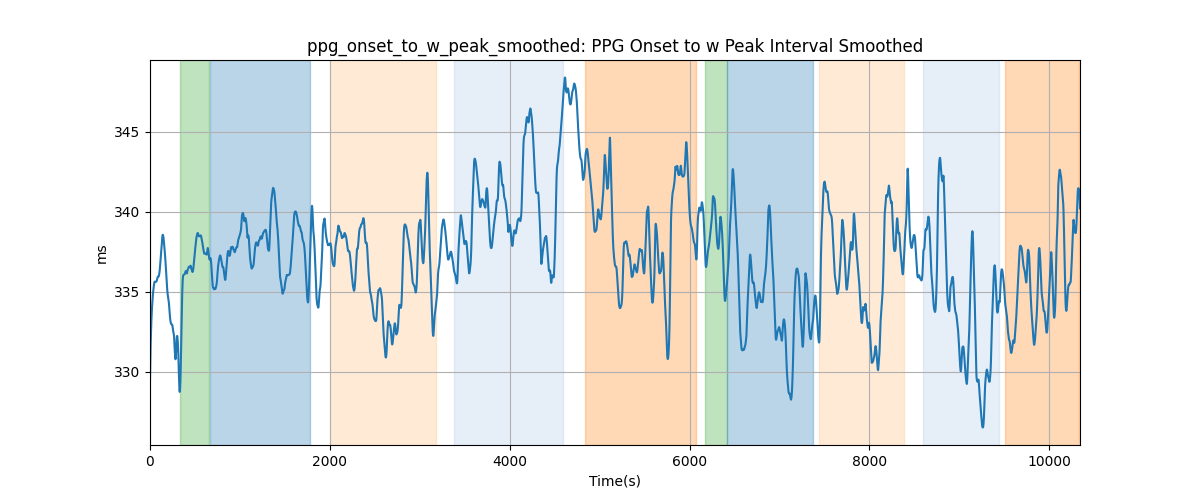 ppg_onset_to_w_peak_smoothed: PPG Onset to w Peak Interval Smoothed
345
340
335
330
ms
0 2000 4000 6000 8000 10000
Time(s)